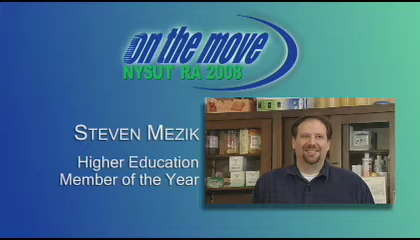 on the move
NYSUT RA 2008
STEVEN MEZIK
Higher Education
Member of the Year